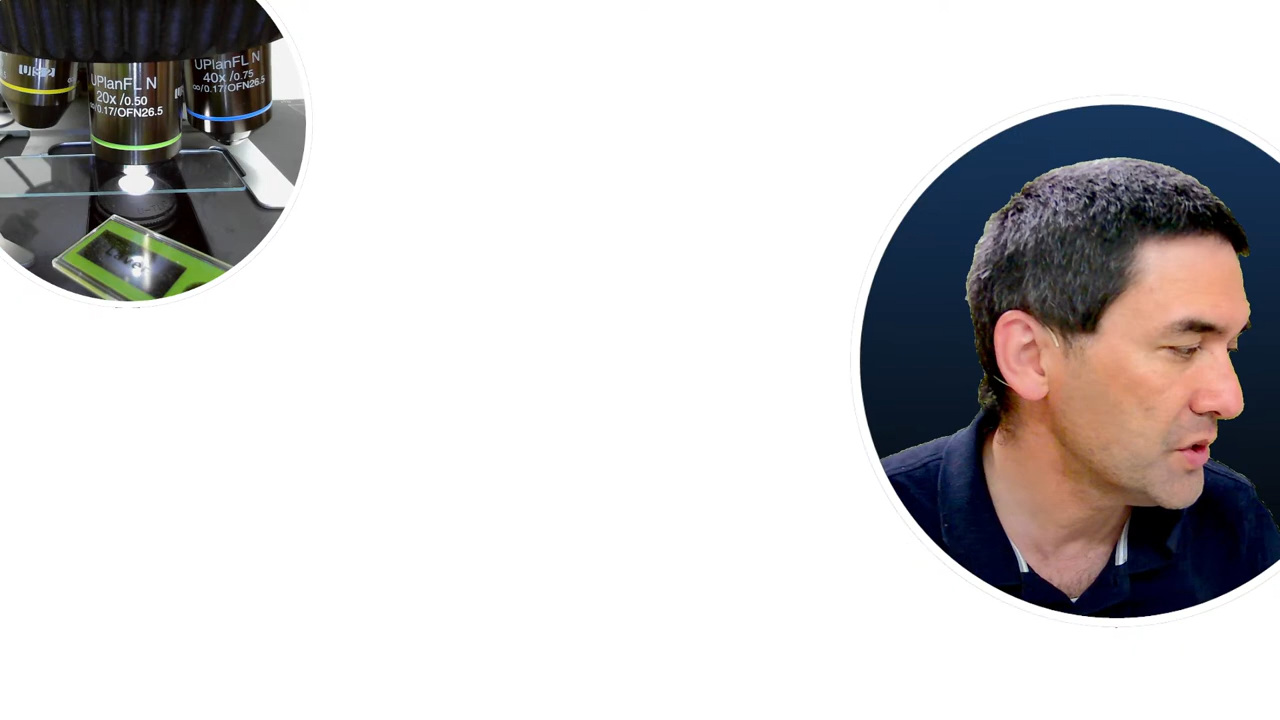 UPlanFL N
20x/0.50
∞/0.17/OFN26.5
UPlanFL N
40x/0.75
∞/0.17/OFN26.5